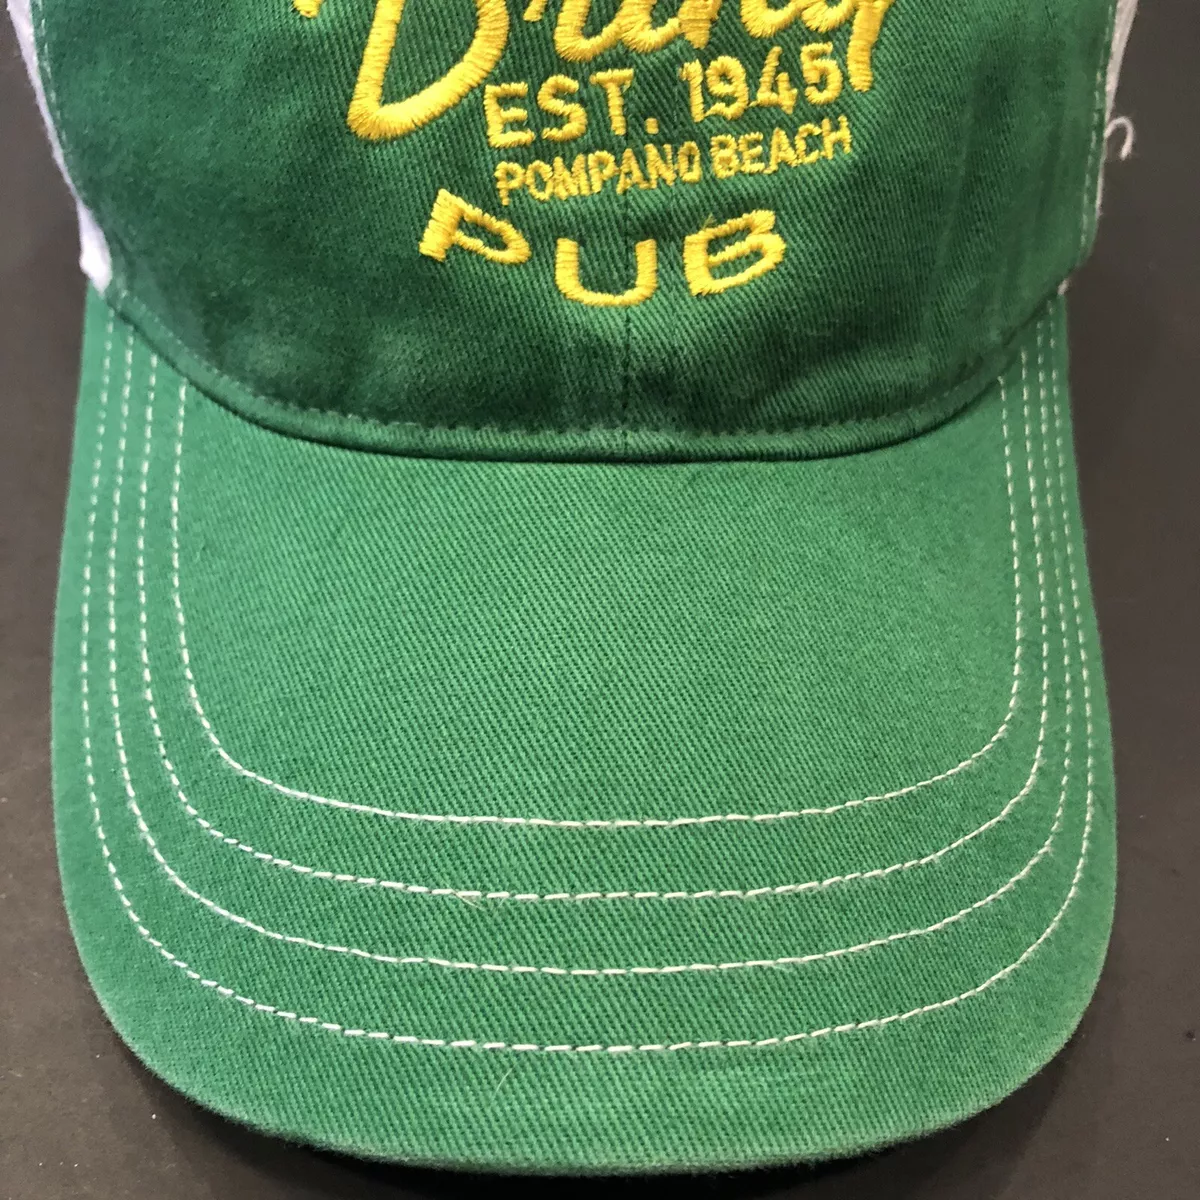 EST. 1945
POMPANO BEACH
PUB